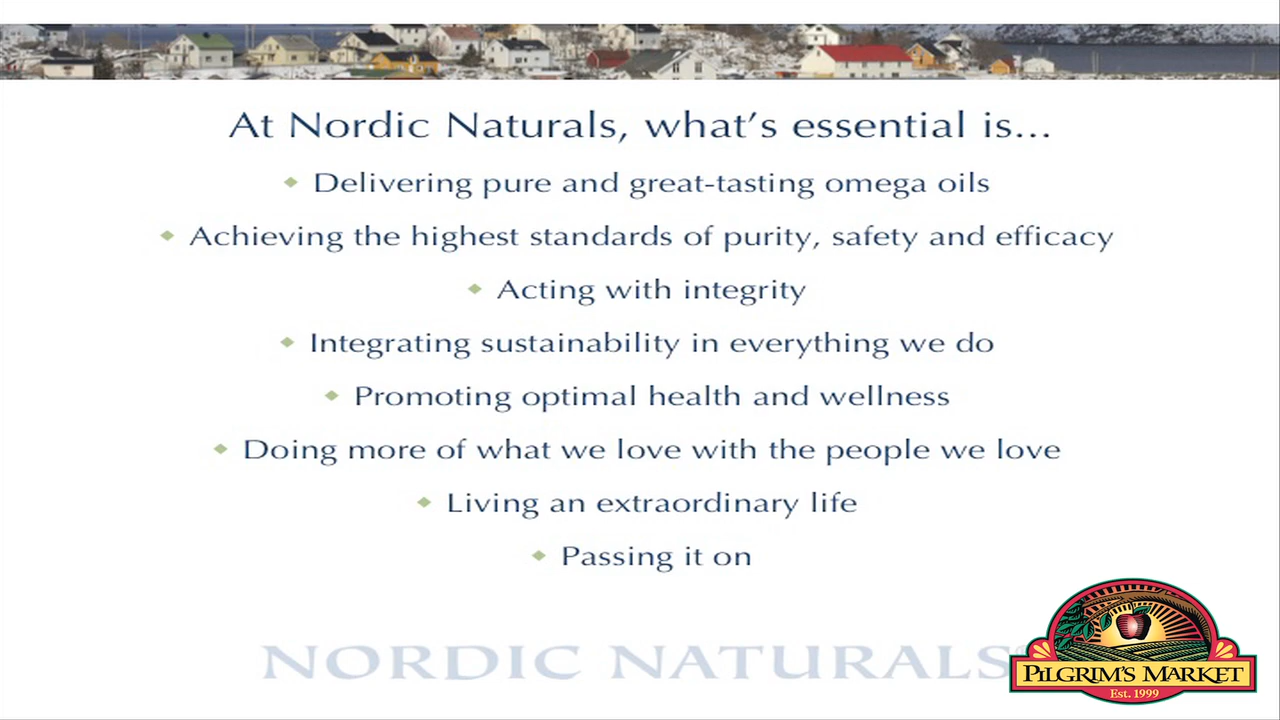 At Nordic Naturals, what's essential is...
Delivering pure and great-tasting omega oils
Achieving the highest standards of purity, safety and efficacy
Acting with integrity
Integrating sustainability in everything we do
Promoting optimal health and wellness
Doing more of what we love with the people we love
Living an extraordinary life
Passing it on
NORDIC NATURALS
PILGRIM'S MARKET
Est. 1999